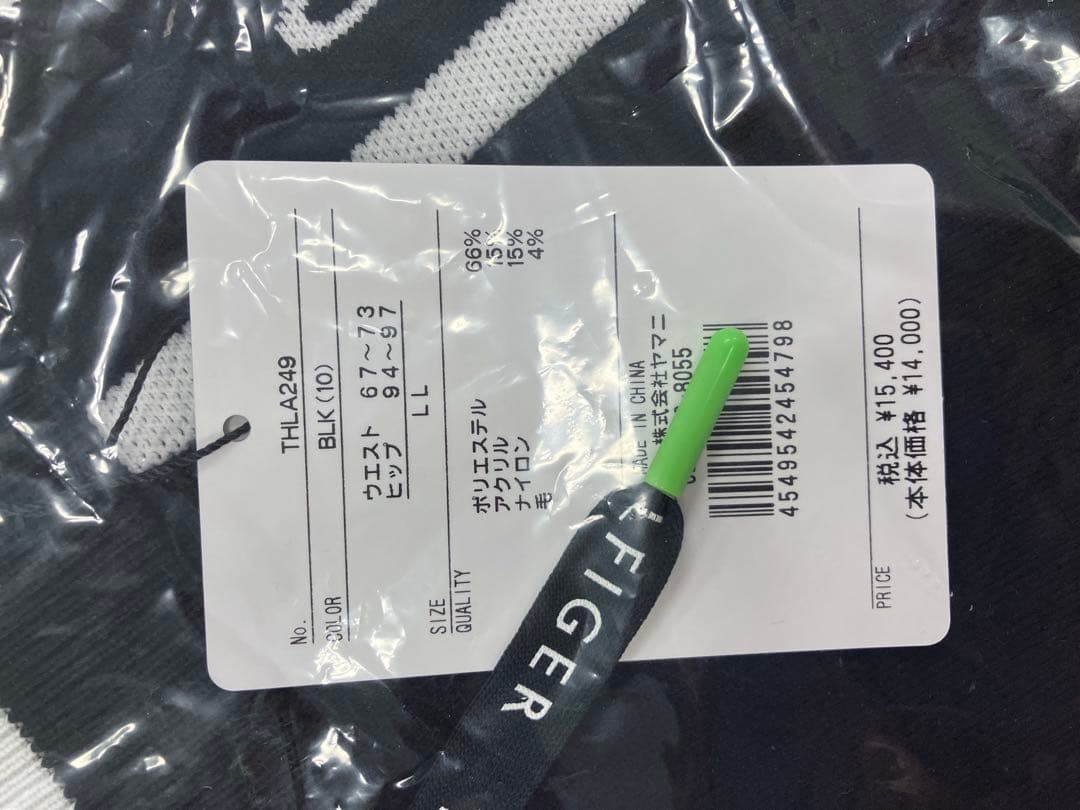 No. THLA249
COLOR BLK(10)
ウエスト 67～73
ヒップ 94～97
SIZE LL
QUALITY
ポリエステル 66%
アクリル 15%
ナイロン 15%
毛 4%
MADE IN CHINA
株式会社ヤマニ
8055
4549542454798
PRICE 税込 ¥15,400
(本体価格 ¥14,000)
FIGER